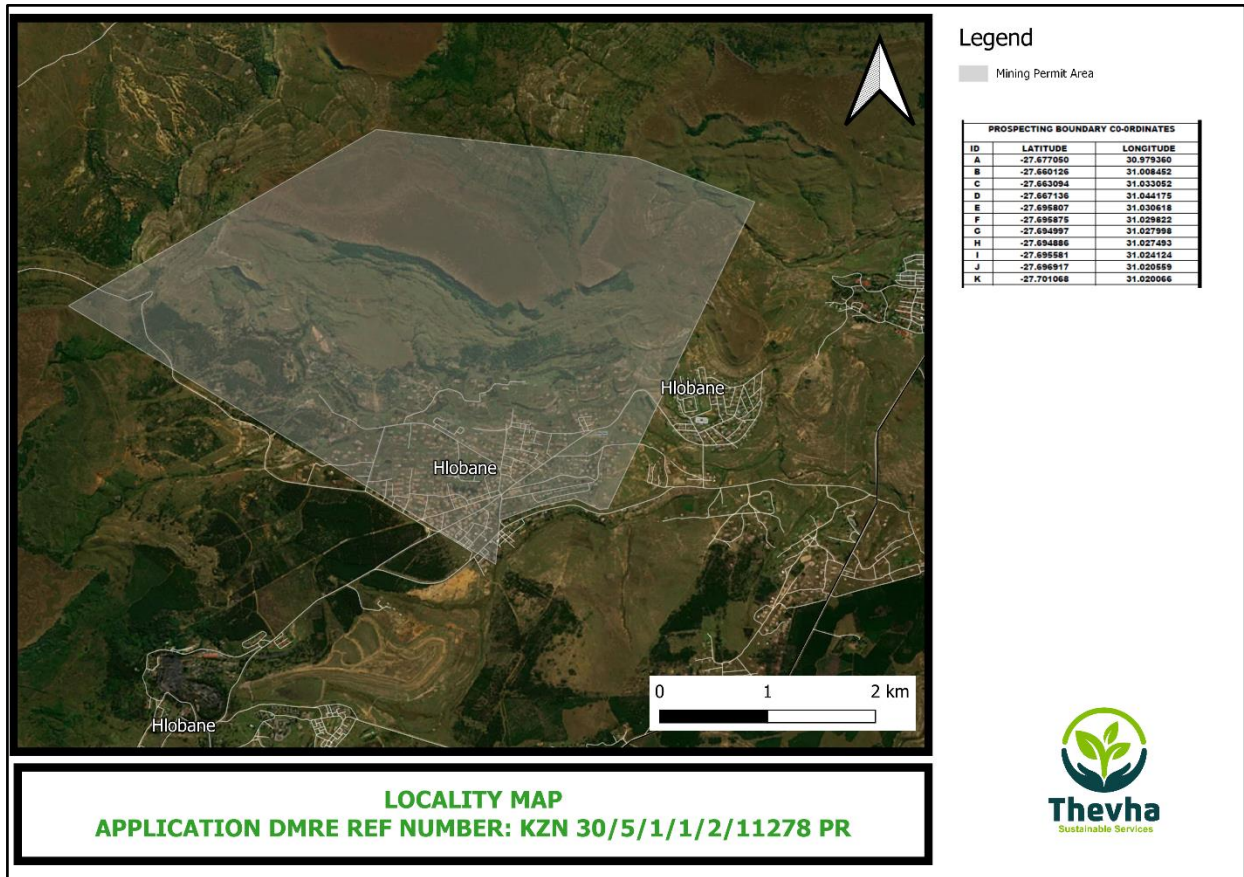 Hlobane
Hlobane
Hlobane
0 1 2 km
LOCALITY MAP
APPLICATION DMRE REF NUMBER: KZN 30/5/1/1/2/11278 PR
Legend
Mining Permit Area
PROSPECTING BOUNDARY CO-0RDINATES
ID LATITUDE LONGITUDE
A -27.677050 30.979360
B -27.660126 31.008452
C -27.663094 31.033052
D -27.667136 31.044175
E -27.695807 31.030618
F -27.695875 31.029822
G -27.694997 31.027998
H -27.694886 31.027493
I -27.695581 31.024124
J -27.696917 31.020559
K -27.701068 31.020066
Thevha
Sustainable Services